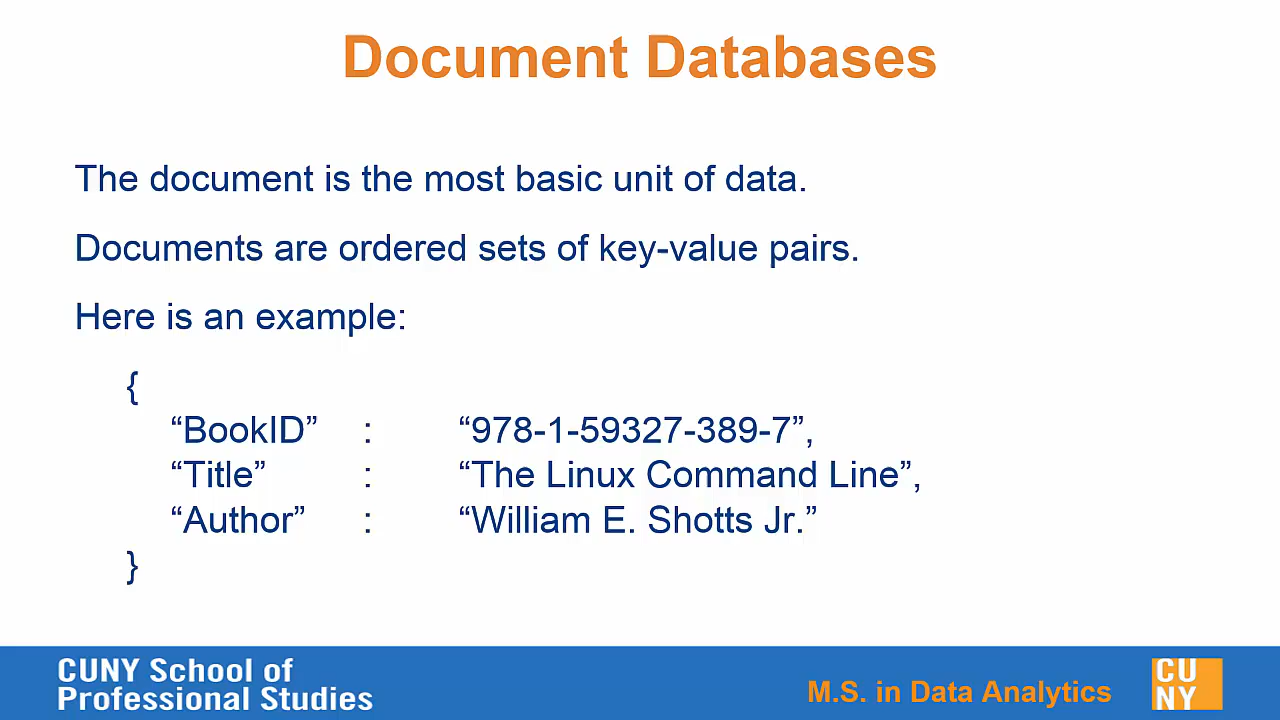 Document Databases
The document is the most basic unit of data.
Documents are ordered sets of key-value pairs.
Here is an example:
{
“BookID” : “978-1-59327-389-7”,
“Title” : “The Linux Command Line”,
“Author” : “William E. Shotts Jr.”
}
CUNY School of
Professional Studies
M.S. in Data Analytics
CU
NY